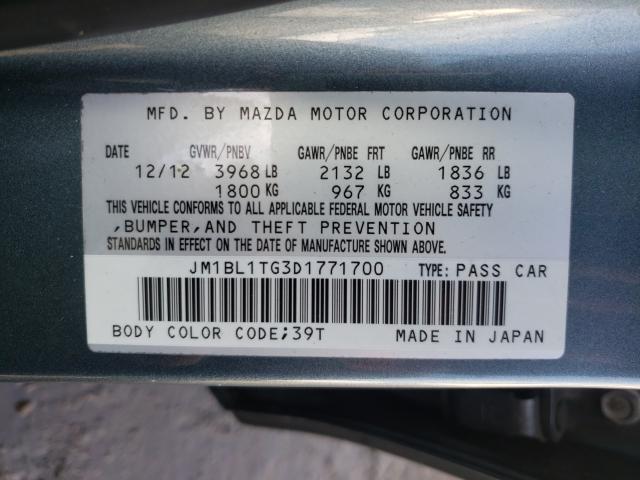 MFD. BY MAZDA MOTOR CORPORATION
DATE GVWR/PNBV GAWR/PNBE FRT GAWR/PNBE RR
12/12 3968 LB 2132 LB 1836 LB
1800 KG 967 KG 833 KG
THIS VEHICLE CONFORMS TO ALL APPLICABLE FEDERAL MOTOR VEHICLE SAFETY
,BUMPER,AND THEFT PREVENTION
STANDARDS IN EFFECT ON THE DATE OF MANUFACTURE SHOWN ABOVE.
JM1BL1TG3D1771700 TYPE: PASS CAR
BODY COLOR CODE;39T MADE IN JAPAN